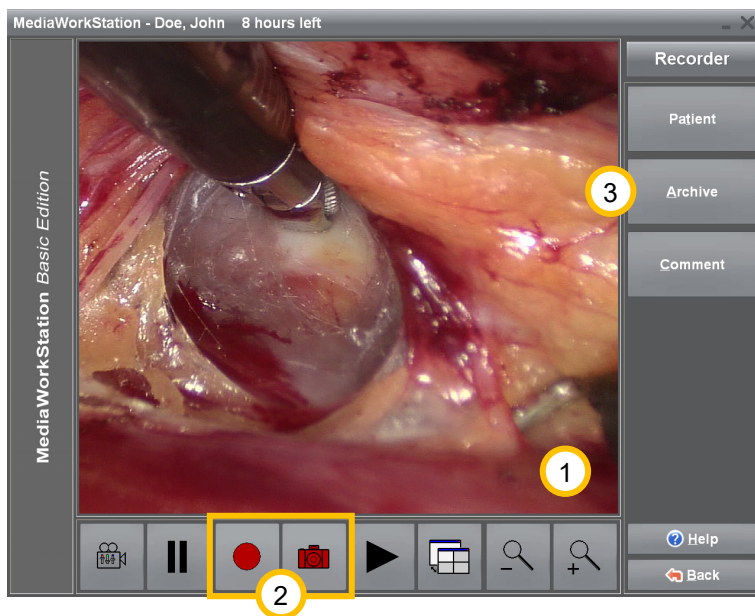 MediaWorkStation - Doe, John 8 hours left
Recorder
Patient
3
Archive
Comment
MediaWorkStation Basic Edition
1
2
Help
Back